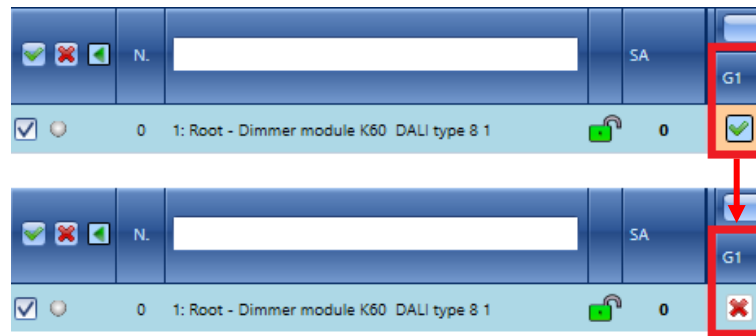 N. SA
G1
0 1: Root - Dimmer module K60 DALI type 8 1 0
N. SA
G1
0 1: Root - Dimmer module K60 DALI type 8 1 0